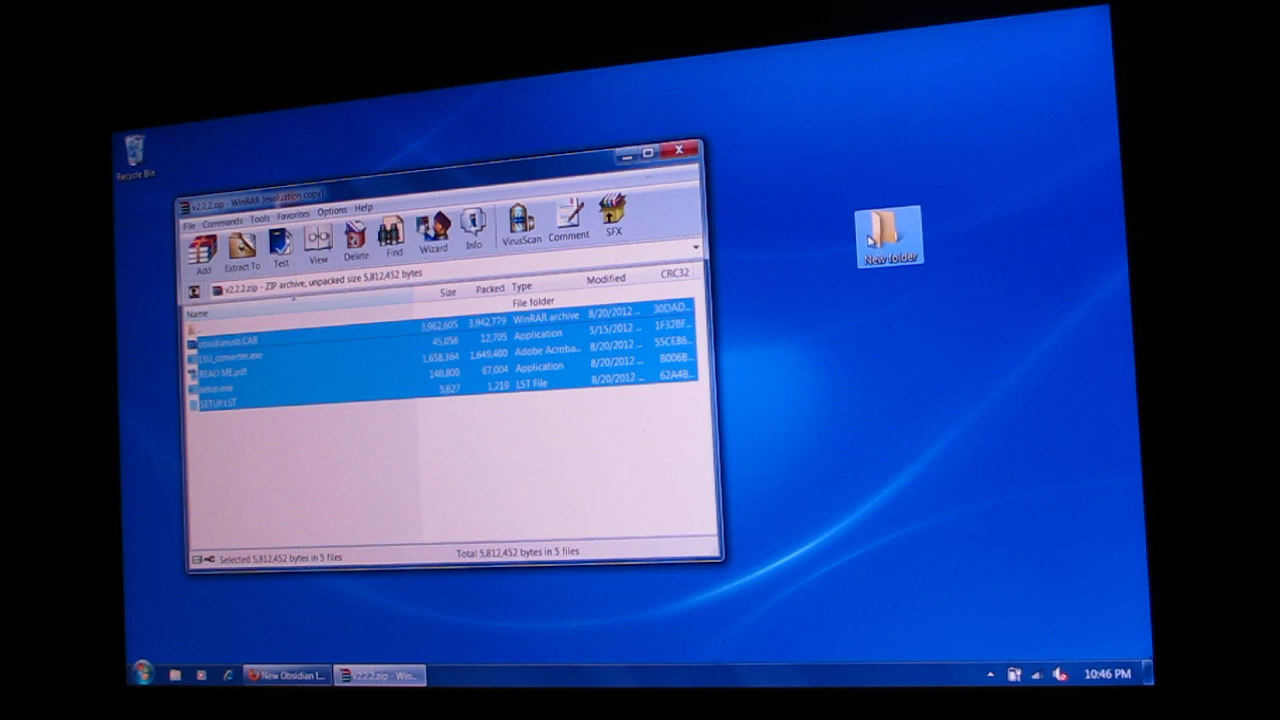 Recycle Bin
v2.2.2.zip - WinRAR (evaluation copy)
File Commands Tools Favorites Options Help
Add Extract To Test View Delete Find Wizard Info VirusScan Comment SFX
v2.2.2.zip - ZIP archive, unpacked size 5,812,452 bytes
Name Size Packed Type Modified CRC32
.. File folder
obsidianusb.CAB 3,962,605 3,942,779 WinRAR archive 8/20/2012 ... 30DAD...
LSU_converter.exe 45,056 12,705 Application 5/15/2012 ... 1F32BF...
READ ME.pdf 1,658,364 1,649,400 Adobe Acroba... 8/20/2012 ... 55CEB6...
setup.exe 140,800 67,004 Application 8/20/2012 ... B006B...
SETUP.LST 5,627 1,219 LST File 8/20/2012 ... 62A4B...
Selected 5,812,452 bytes in 5 files Total 5,812,452 bytes in 5 files
New folder
New Obsidian I... v2.2.2.zip - Win... 10:46 PM